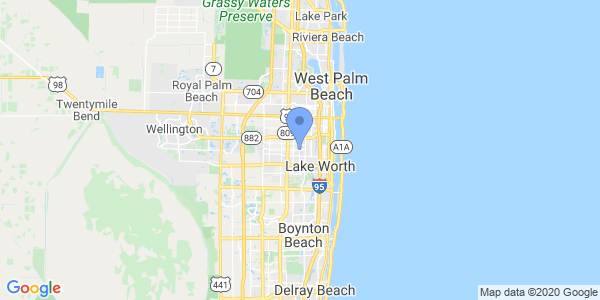 Grassy Waters
Preserve
Lake Park
Riviera Beach
7
98
West Palm
Beach
Royal Palm
Beach
704
Twentymile
Bend
Wellington
882
809
A1A
Lake Worth
95
Boynton
Beach
441
Delray Beach
Google
Map data ©2020 Google